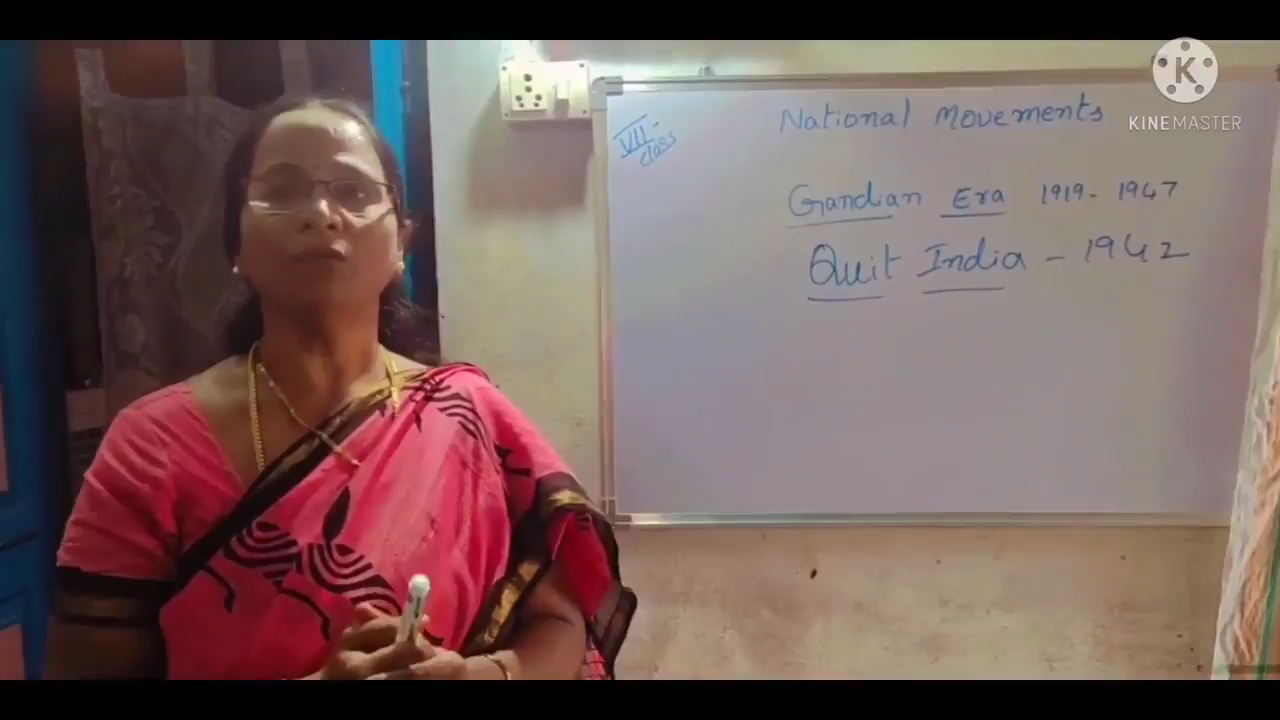 National Movements
VII-
class
Gandian Era 1919- 1947
Quit India - 1942
K
KINEMASTER